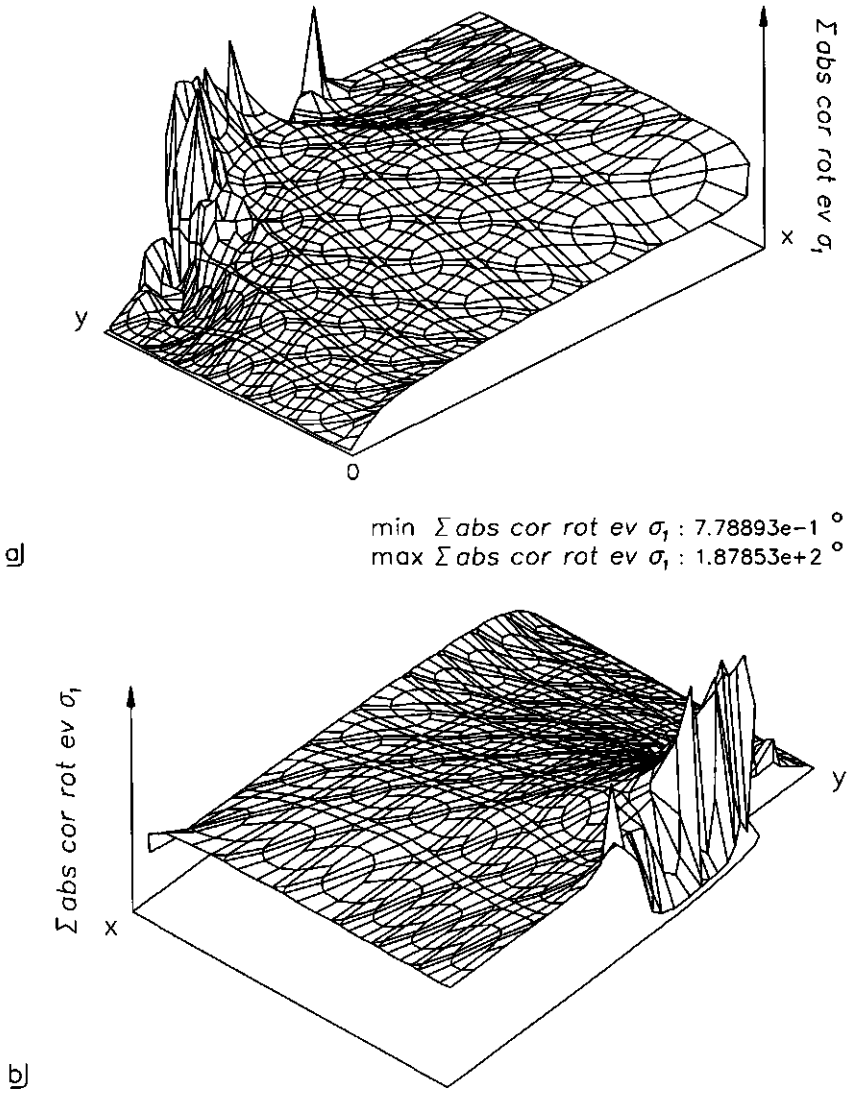 Σ abs cor rot ev σ₁
x
y
0
min Σ abs cor rot ev σ₁ : 7.78893e-1 °
max Σ abs cor rot ev σ₁ : 1.87853e+2 °
a)
Σ abs cor rot ev σ₁
y
x
b)